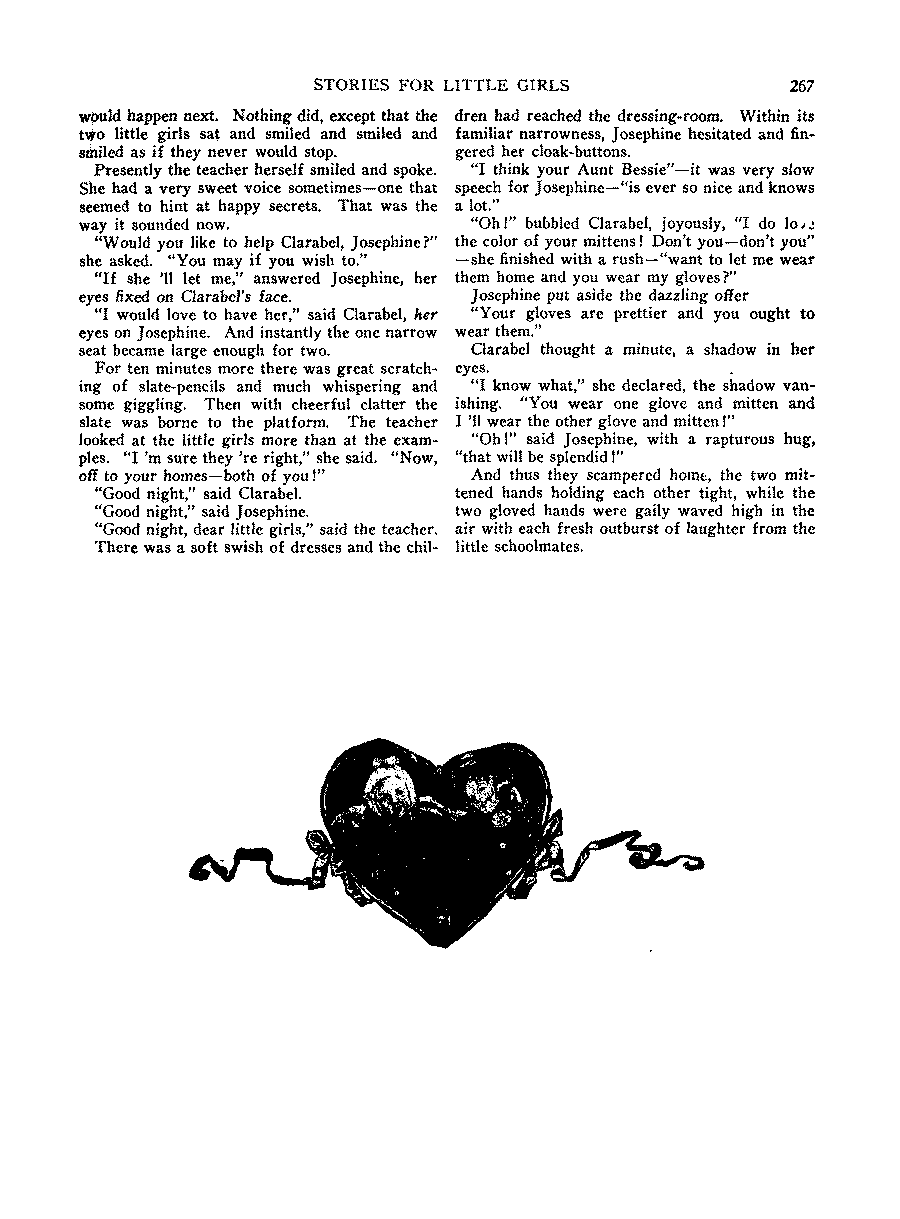 STORIES FOR LITTLE GIRLS 267
would happen next. Nothing did, except that the
two little girls sat and smiled and smiled and
smiled as if they never would stop.
Presently the teacher herself smiled and spoke.
She had a very sweet voice sometimes—one that
seemed to hint at happy secrets. That was the
way it sounded now.
"Would you like to help Clarabel, Josephine?"
she asked. "You may if you wish to."
"If she 'll let me," answered Josephine, her
eyes fixed on Clarabel's face.
"I would love to have her," said Clarabel, her
eyes on Josephine. And instantly the one narrow
seat became large enough for two.
For ten minutes more there was great scratch-
ing of slate-pencils and much whispering and
some giggling. Then with cheerful clatter the
slate was borne to the platform. The teacher
looked at the little girls more than at the exam-
ples. "I 'm sure they 're right," she said. "Now,
off to your homes—both of you!"
"Good night," said Clarabel.
"Good night," said Josephine.
"Good night, dear little girls," said the teacher.
There was a soft swish of dresses and the chil-
dren had reached the dressing-room. Within its
familiar narrowness, Josephine hesitated and fin-
gered her cloak-buttons.
"I think your Aunt Bessie"—it was very slow
speech for Josephine—"is ever so nice and knows
a lot."
"Oh!" bubbled Clarabel, joyously, "I do love
the color of your mittens! Don't you—don't you"
—she finished with a rush—"want to let me wear
them home and you wear my gloves?"
Josephine put aside the dazzling offer
"Your gloves are prettier and you ought to
wear them."
Clarabel thought a minute, a shadow in her
eyes.
"I know what," she declared, the shadow van-
ishing. "You wear one glove and mitten and
I 'll wear the other glove and mitten!"
"Oh!" said Josephine, with a rapturous hug,
"that will be splendid!"
And thus they scampered home, the two mit-
tened hands holding each other tight, while the
two gloved hands were gaily waved high in the
air with each fresh outburst of laughter from the
little schoolmates.